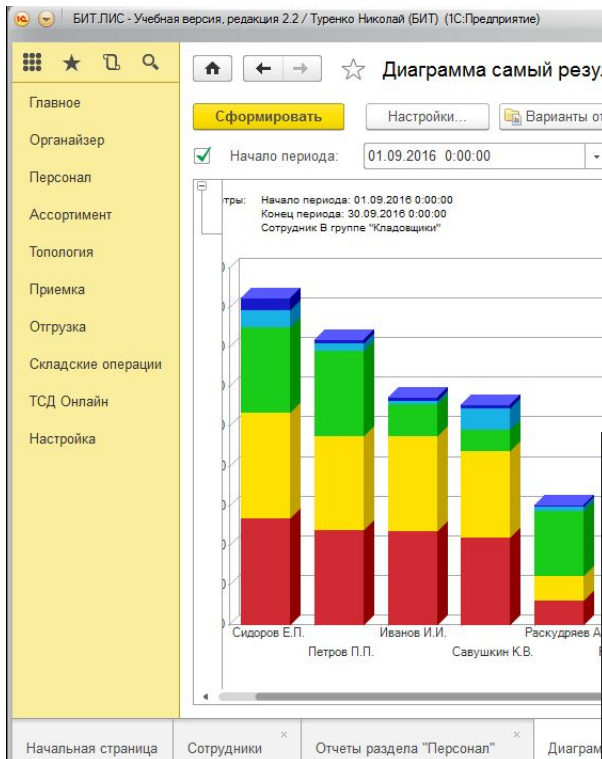 БИТ.ЛИС - Учебная версия, редакция 2.2 / Туренко Николай (БИТ) (1С:Предприятие)
Диаграмма самый резу
Главное
Органайзер
Персонал
Ассортимент
Топология
Приемка
Отгрузка
Складские операции
ТСД Онлайн
Настройка
Сформировать Настройки... Варианты от
Начало периода: 01.09.2016 0:00:00
тры: Начало периода: 01.09.2016 0:00:00
Конец периода: 30.09.2016 0:00:00
Сотрудник В группе "Кладовщики"
Сидоров Е.П. Иванов И.И. Раскудряев А
Петров П.П. Савушкин К.В.
Начальная страница Сотрудники Отчеты раздела "Персонал" Диаграм